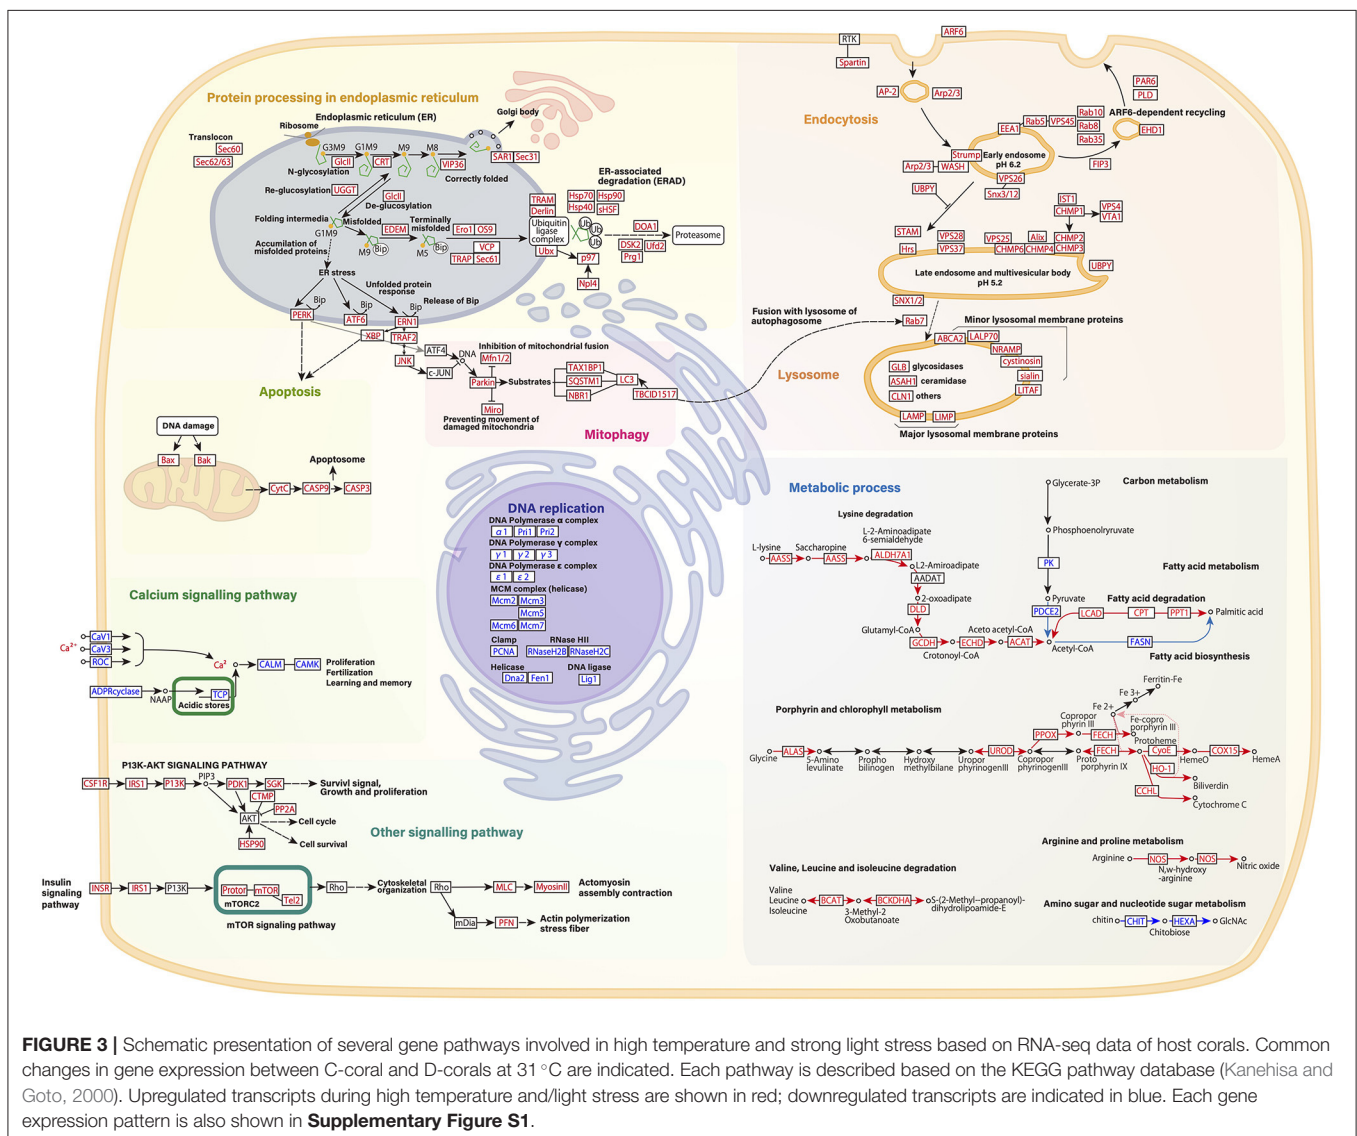 Protein processing in endoplasmic reticulum
Endoplasmic reticulum (ER)
Ribosome
Golgi body
Translocon
Sec60
Sec62/63
G3M9
G1M9
M9
M8
GlcII
CRT
VIP36
SAR1
Sec31
N-glycosylation
Correctly folded
Re-glucosylation
UGGT
GlcII
De-glucosylation
ER-associated
degradation (ERAD)
TRAM
Derlin
Hsp70
Hsp90
Hsp40
sHSF
Folding intermedia
Misfolded
Terminally
misfolded
G1M9
EDEM
Ero1
OS9
Ubiquitin
ligase
complex
Ub
Ub
Ub
DOA1
DSK2
Ufd2
Prg1
Proteasome
Accumilation of
misfolded proteins
M9
Bip
M5
Bip
VCP
TRAP
Sec61
Ubx
p97
Npl4
ER stress
Unfolded protein
response
Release of Bip
Bip
Bip
Bip
PERK
ATF6
ERN1
XBP
TRAF2
JNK
ATF4
c-JUN
DNA
Apoptosis
DNA damage
Bax
Bak
Apoptosome
CytC
CASP9
CASP3
Inhibition of mitochondrial fusion
Mfn1/2
Parkin
Substrates
TAX1BP1
SQSTM1
NBR1
LC3
TBCID1517
Miro
Preventing movement of
damaged mitochondria
Mitophagy
RTK
Spartin
ARF6
AP-2
Arp2/3
Endocytosis
PAR6
PLD
ARF6-dependent recycling
EHD1
EEA1
Rab5
VPS45
Rab10
Rab8
Rab35
Strump
WASH
Arp2/3
Early endosome
pH 6.2
FIP3
VPS26
Snx3/12
UBPY
IST1
CHMP1
VPS4
VTA1
STAM
Hrs
VPS28
VPS37
VPS25
CHMP6
Alix
CHMP4
CHMP2
CHMP3
UBPY
Late endosome and multivesicular body
pH 5.2
SNX1/2
Fusion with lysosome of
autophagosome
Rab7
Minor lysosomal membrane proteins
ABCA2
LALP70
NRAMP
cystinosin
sialin
LITAF
GLB glycosidases
ASAH1 ceramidase
CLN1 others
Lysosome
LAMP
LIMP
Major lysosomal membrane proteins
DNA replication
DNA Polymerase α complex
α1
Pri1
Pri2
DNA Polymerase γ complex
γ1
γ2
γ3
DNA Polymerase ε complex
ε1
ε2
MCM complex (helicase)
Mcm2
Mcm3
Mcm5
Mcm6
Mcm7
Clamp
PCNA
RNase HII
RNaseH2B
RNaseH2C
Helicase
Dna2
Fen1
DNA ligase
Lig1
Calcium signalling pathway
Ca²⁺
CaV1
CaV3
ROC
Ca²
CALM
CAMK
Proliferation
Fertilization
Learning and memory
ADPRcyclase
NAAP
TCP
Acidic stores
P13K-AKT SIGNALING PATHWAY
CSF1R
IRS1
P13K
PIP3
PDK1
SGK
Survivl signal,
Growth and proliferation
CTMP
PP2A
AKT
Cell cycle
HSP90
Cell survival
Other signalling pathway
Insulin
signaling
pathway
INSR
IRS1
P13K
Protor
mTOR
Tel2
mTORC2
mTOR signaling pathway
Rho
Cytoskeletal
organization
Rho
MLC
MyosinII
Actomyosin
assembly contraction
mDia
PFN
Actin polymerization
stress fiber
Metabolic process
Lysine degradation
L-lysine
AASS
Saccharopine
AASS
L-2-Aminoadipate
6-semialdehyde
ALDH7A1
L2-Amiroadipate
AADAT
2-oxoadipate
DLD
Glutamyl-CoA
GCDH
Crotonoyl-CoA
ECHD
Aceto acetyl-CoA
ACAT
Acetyl-CoA
Carbon metabolism
Glycerate-3P
Phosphoenolryruvate
PK
Pyruvate
PDCE2
Fatty acid metabolism
Fatty acid degradation
LCAD
CPT
PPT1
Palmitic acid
FASN
Fatty acid biosynthesis
Porphyrin and chlorophyll metabolism
Glycine
ALAS
5-Amino
levulinate
Propho
bilinogen
Hydroxy
methylbilane
Uropor
phyrinogenIII
UROD
Copropor
phyrinogenIII
PPOX
Copropor
phyrin III
FECH
Proto
porphyrin IX
FECH
Fe 2+
Fe 3+
Ferritin-Fe
Fe-copro
porphyrin III
Protoheme
CyoE
HemeO
COX15
HemeA
HO-1
Biliverdin
CCHL
Cytochrome C
Arginine and proline metabolism
Arginine
NOS
N,w-hydroxy
-arginine
NOS
Nitric oxide
Valine, Leucine and isoleucine degradation
Valine
Leucine
Isoleucine
BCAT
3-Methyl-2
Oxobutanoate
BCKDHA
S-(2-Methyl--propanoyl)-
dihydrolipoamide-E
Amino sugar and nucleotide sugar metabolism
chitin
CHIT
Chitobiose
HEXA
GlcNAc
FIGURE 3 | Schematic presentation of several gene pathways involved in high temperature and strong light stress based on RNA-seq data of host corals. Common
changes in gene expression between C-coral and D-corals at 31 °C are indicated. Each pathway is described based on the KEGG pathway database (Kanehisa and
Goto, 2000). Upregulated transcripts during high temperature and/light stress are shown in red; downregulated transcripts are indicated in blue. Each gene
expression pattern is also shown in Supplementary Figure S1.